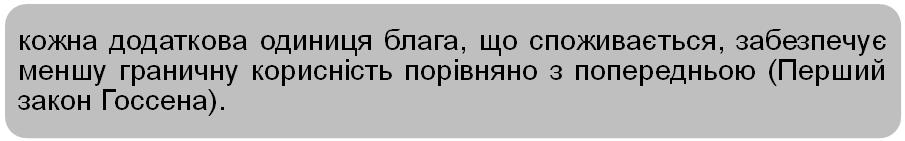 кожна додаткова одиниця блага, що споживається, забезпечує
меншу граничну корисність порівняно з попередньою (Перший
закон Госсена).